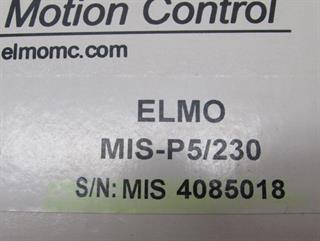 Motion Control
elmomc.com
ELMO
MIS-P5/230
S/N: MIS 4085018